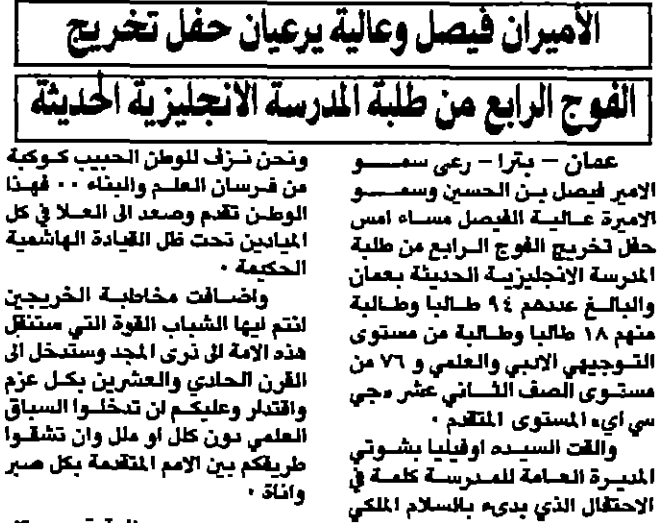 الأميران فيصل وعالية يرعيان حفل تخريج
الفوج الرابع من طلبة المدرسة الانجليزية الحديثة
عمان – بترا – رعى سمو
الامير فيصل بن الحسين وسمو
الاميرة عالية الفيصل مساء امس
حفل تخريج الفوج الرابع من طلبة
المدرسة الانجليزية الحديثة بعمان
والبالغ عددهم ٩٤ طالبا وطالبة
منهم ١٨ طالبا وطالبة من مستوى
التوجيهي الادبي والعلمي و ٧٦ من
مستوى الصف الثاني عشر «جي
سي اي» المستوى المتقدم ٠
والقت السيده اوفيليا بشوتي
المديرة العامة للمدرسة كلمة في
الاحتفال الذي بدىء بالسلام الملكي
ونحن نزف للوطن الحبيب كوكبة
من فرسان العلم والبناء ٠٠ فهذا
الوطن تقدم وصعد الى العلا في كل
الميادين تحت ظل القيادة الهاشمية
الحكيمة ٠
واضافت مخاطبة الخريجين
انتم ايها الشباب القوة التي ستنقل
هذه الامة الى ذرى المجد وستدخل الى
القرن الحادي والعشرين بكل عزم
واقتدار وعليكم ان تدخلوا السباق
العلمي دون كلل او ملل وان تشقوا
طريقكم بين الامم المتقدمة بكل صبر
واناة ٠